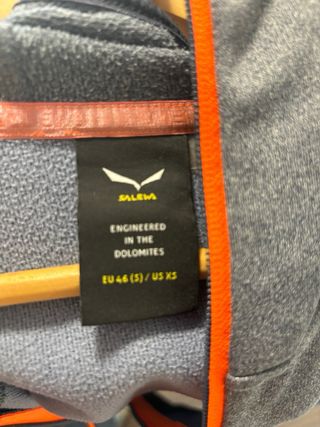 SALEWA
ENGINEERED
IN THE
DOLOMITES
EU 46 (S) / US XS